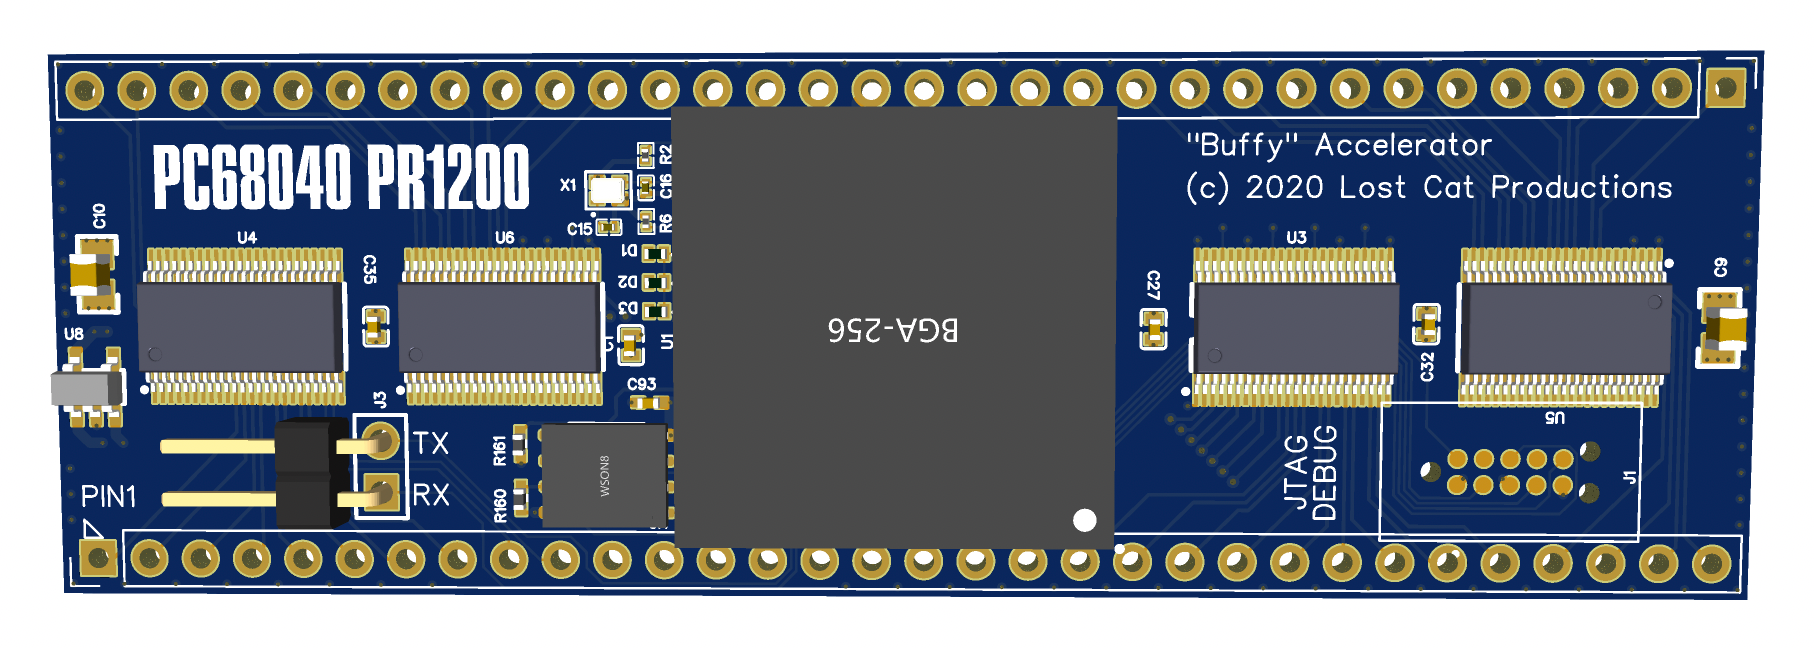 "Buffy" Accelerator
(c) 2020 Lost Cat Productions
PC68040 PR1200
R2
X1
C16
C15
R6
C10
U4
U6
U3
C35
D1
D2
D3
U1
C27
C9
U8
C32
C93
J3
TX
RX
U5
BGA-256
R161
R160
WSON8
JTAG
DEBUG
J1
PIN1